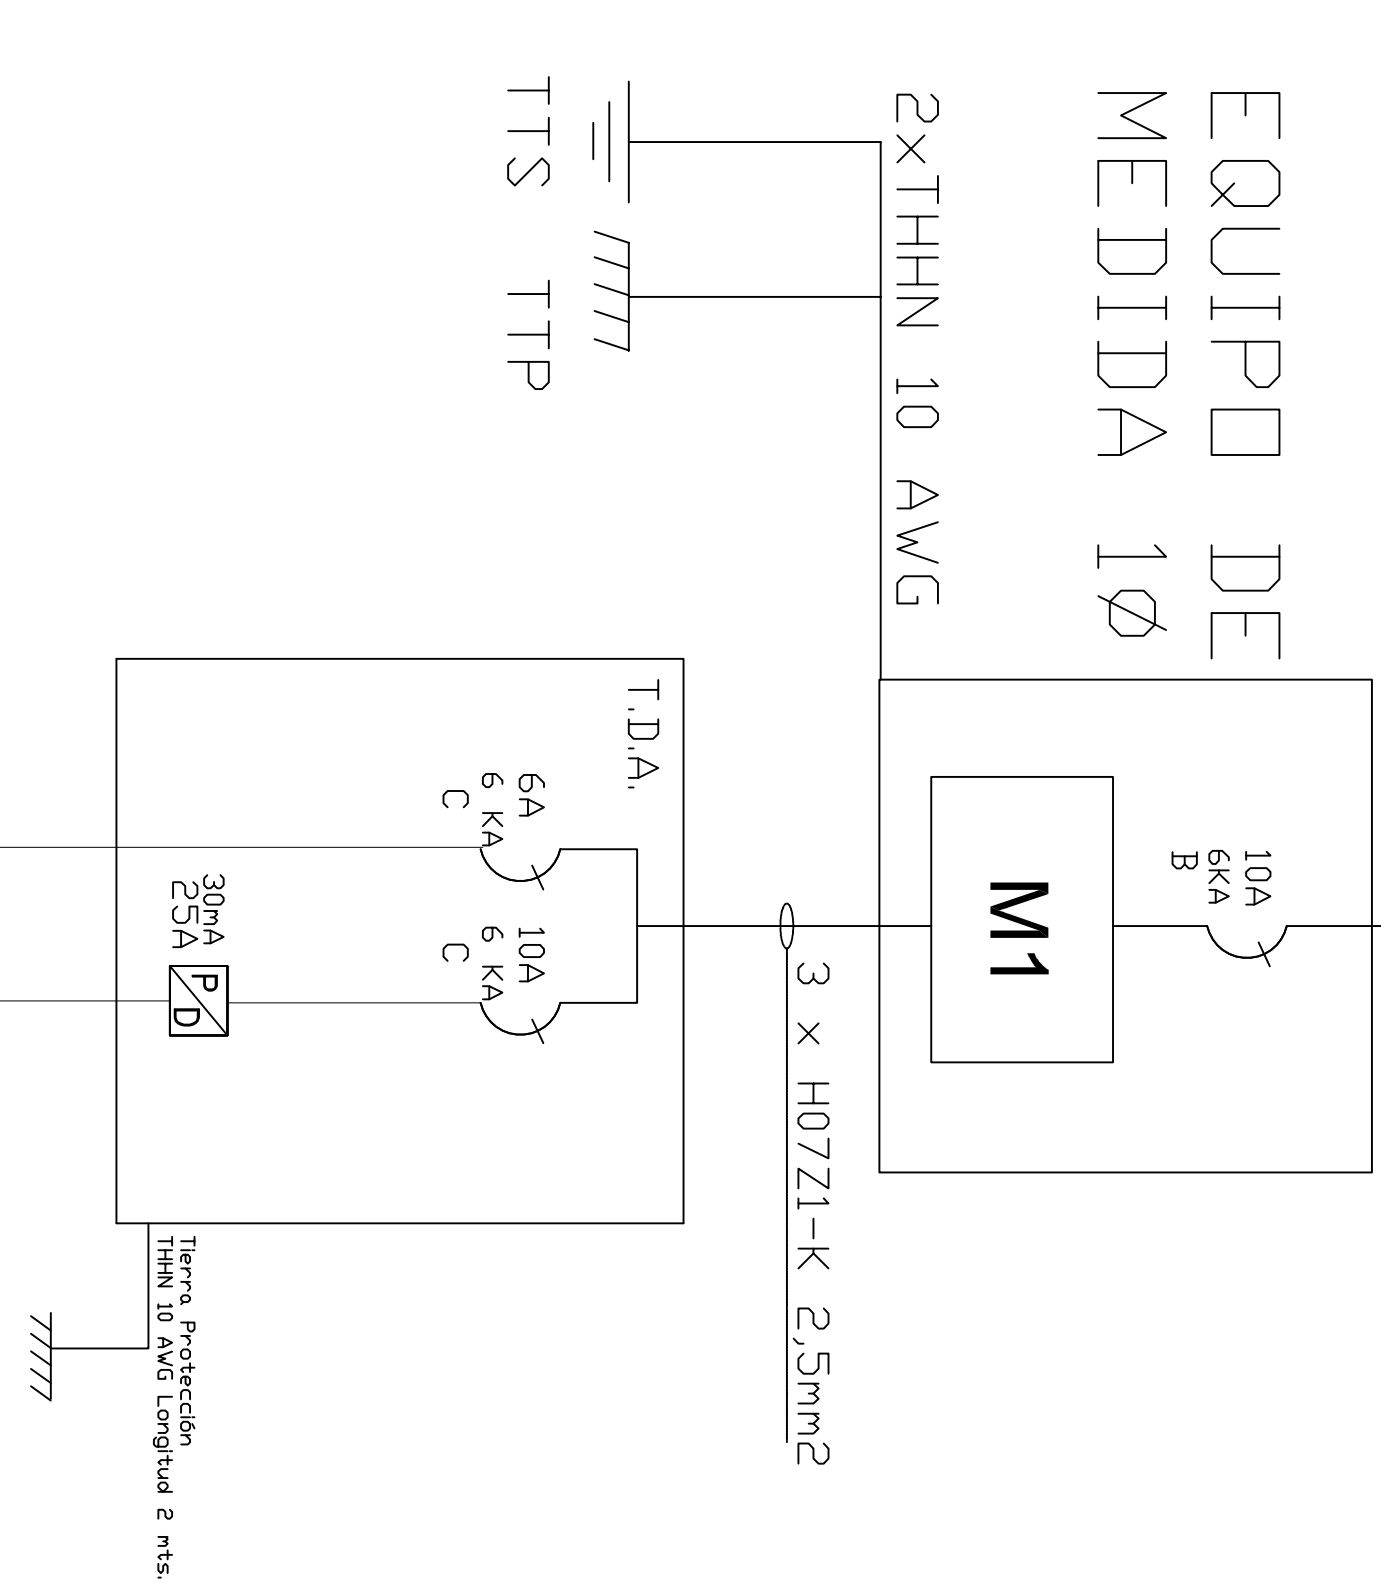 EQUIPO DE
MEDIDA 1Ø
10A
6KA
B
M1
2xTHHN 10 AWG
TTS TTP
3 x H07Z1-K 2,5mm2
T.D.A.
6A
6 KA
C
10A
6 KA
C
30mA
25A
P/D
Tierra Protección
THHN 10 AWG Longitud 2 mts.